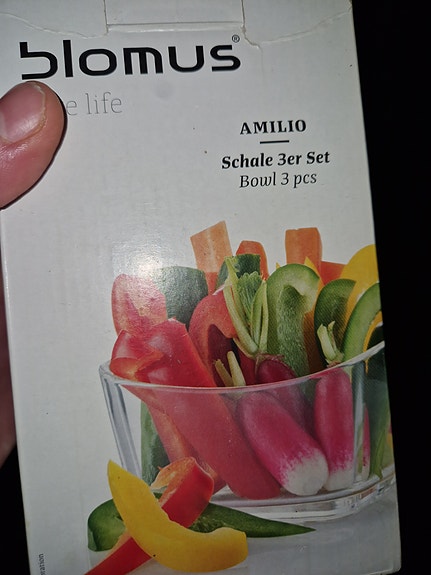 blomus®
e life
AMILIO
Schale 3er Set
Bowl 3 pcs